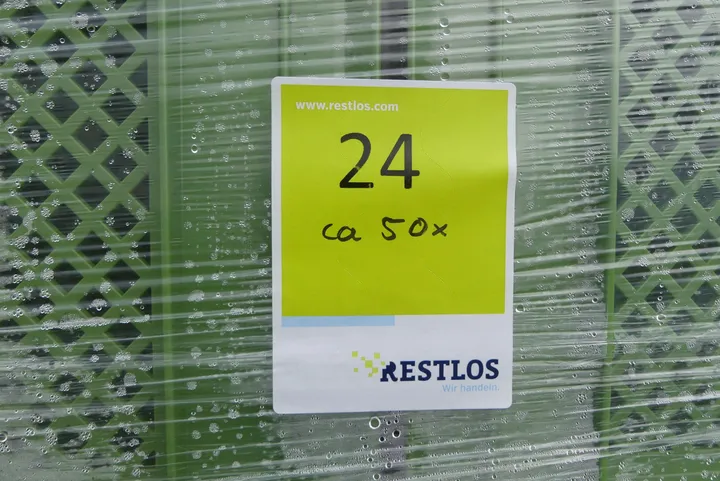 www.restlos.com
24
ca 50x
RESTLOS
Wir handeln.